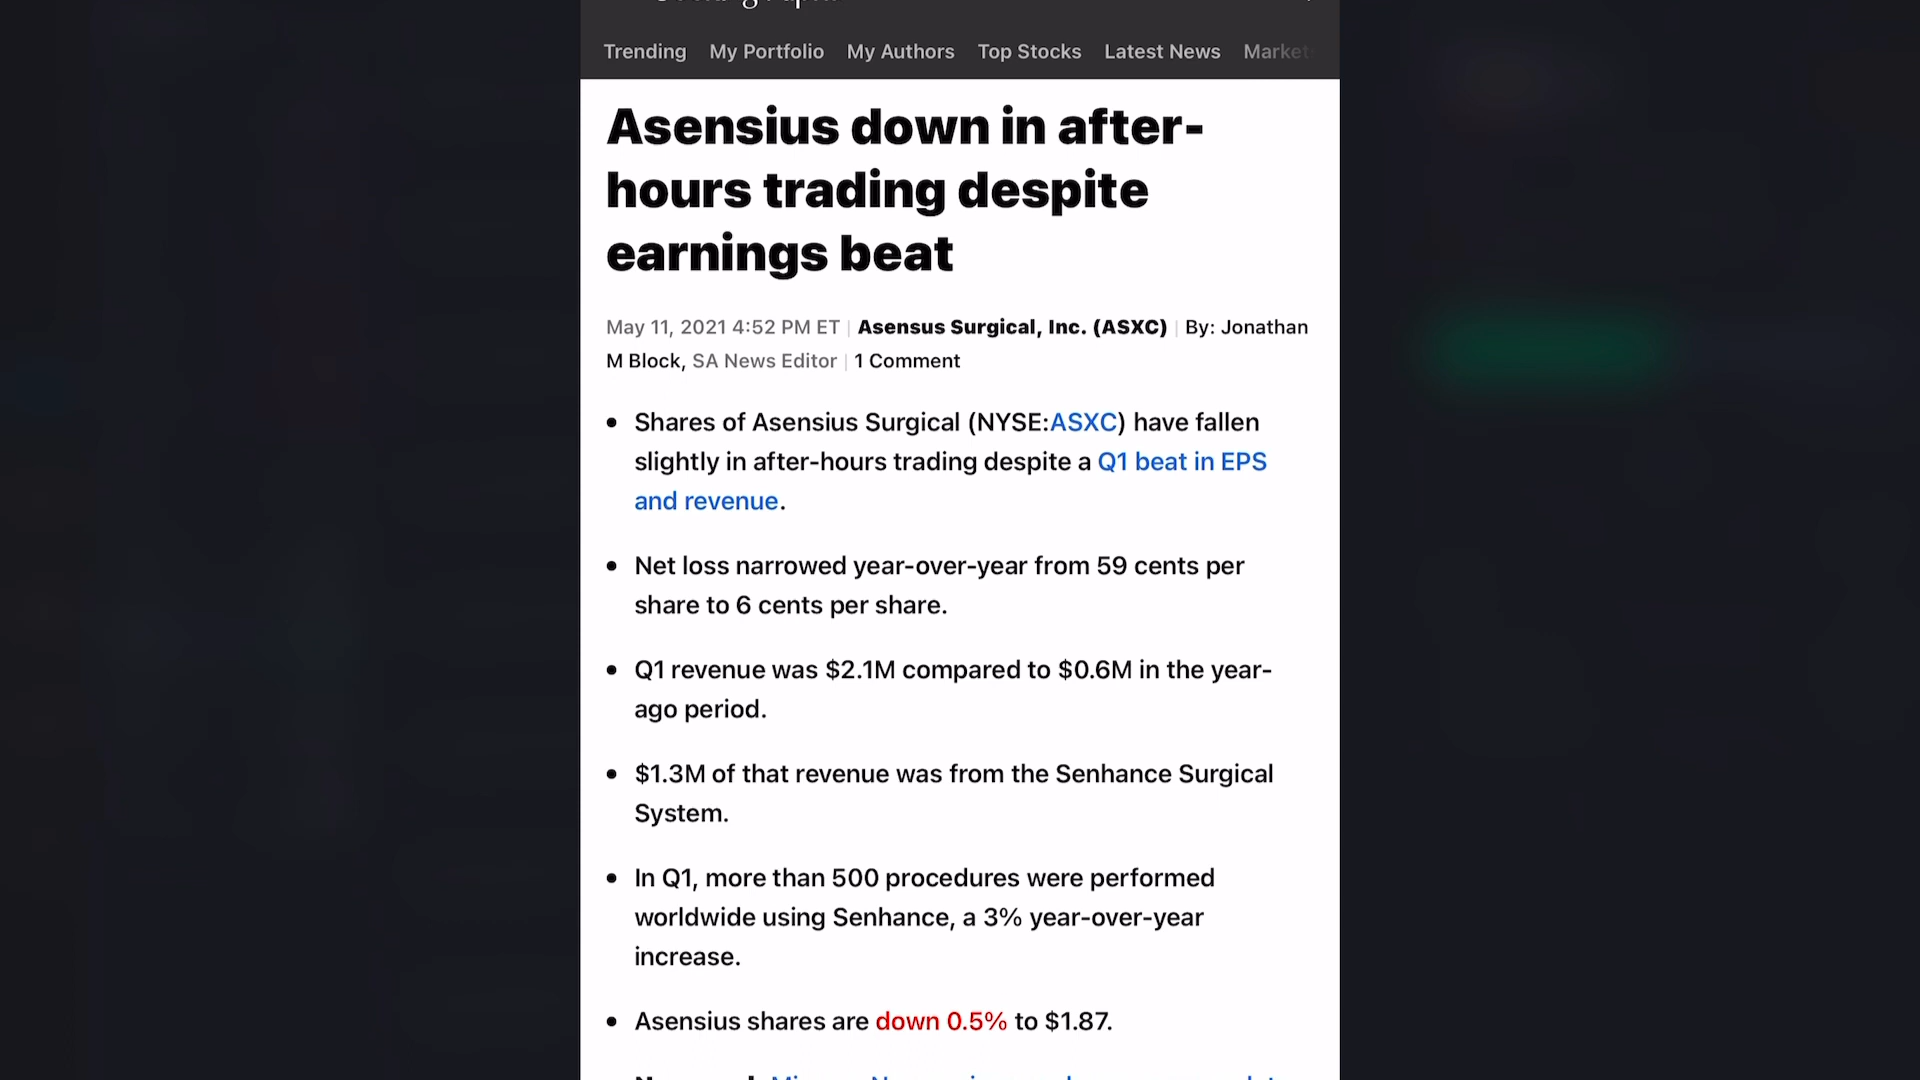 Trending My Portfolio My Authors Top Stocks Latest News Market
Asensius down in after-
hours trading despite
earnings beat
May 11, 2021 4:52 PM ET | Asensus Surgical, Inc. (ASXC) | By: Jonathan
M Block, SA News Editor | 1 Comment
• Shares of Asensius Surgical (NYSE:ASXC) have fallen
slightly in after-hours trading despite a Q1 beat in EPS
and revenue.
• Net loss narrowed year-over-year from 59 cents per
share to 6 cents per share.
• Q1 revenue was $2.1M compared to $0.6M in the year-
ago period.
• $1.3M of that revenue was from the Senhance Surgical
System.
• In Q1, more than 500 procedures were performed
worldwide using Senhance, a 3% year-over-year
increase.
• Asensius shares are down 0.5% to $1.87.